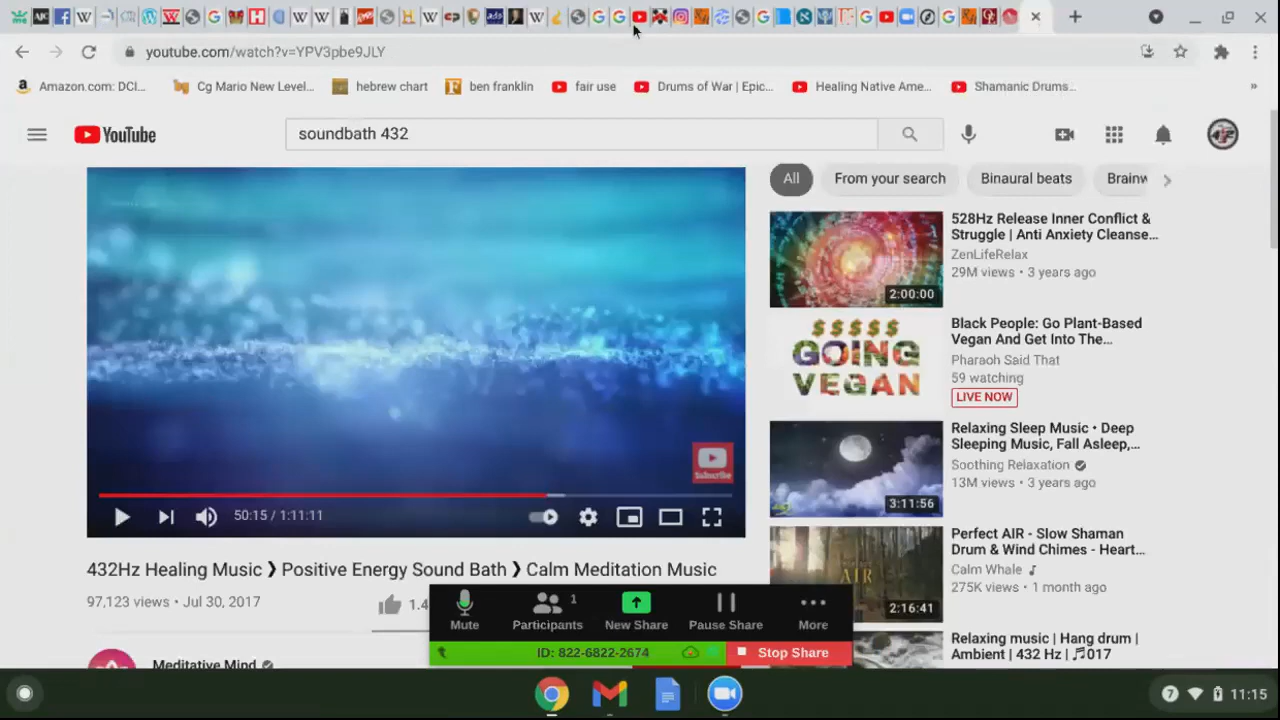 youtube.com/watch?v=YPV3pbe9JLY
Amazon.com: DCI... Cg Mario New Level... hebrew chart ben franklin fair use Drums of War | Epic... Healing Native Ame... Shamanic Drums... »
YouTube
soundbath 432
All From your search Binaural beats Brainw
528Hz Release Inner Conflict &
Struggle | Anti Anxiety Cleanse...
ZenLifeRelax
29M views • 3 years ago
2:00:00
$$$$$
GOING
VEGAN
Black People: Go Plant-Based
Vegan And Get Into The...
Pharaoh Said That
59 watching
LIVE NOW
Relaxing Sleep Music • Deep
Sleeping Music, Fall Asleep,...
Soothing Relaxation
13M views • 3 years ago
3:11:56
Subscribe
50:15 / 1:11:11
Perfect AIR - Slow Shaman
Drum & Wind Chimes - Heart...
Calm Whale
275K views • 1 month ago
PERFECT
AIR
2:16:41
432Hz Healing Music ❯ Positive Energy Sound Bath ❯ Calm Meditation Music
97,123 views • Jul 30, 2017
1.4
Relaxing music | Hang drum |
Ambient | 432 Hz | 🎵017
Meditative Mind
Mute Participants 1 New Share Pause Share More
ID: 822-6822-2674 Stop Share
7 11:15